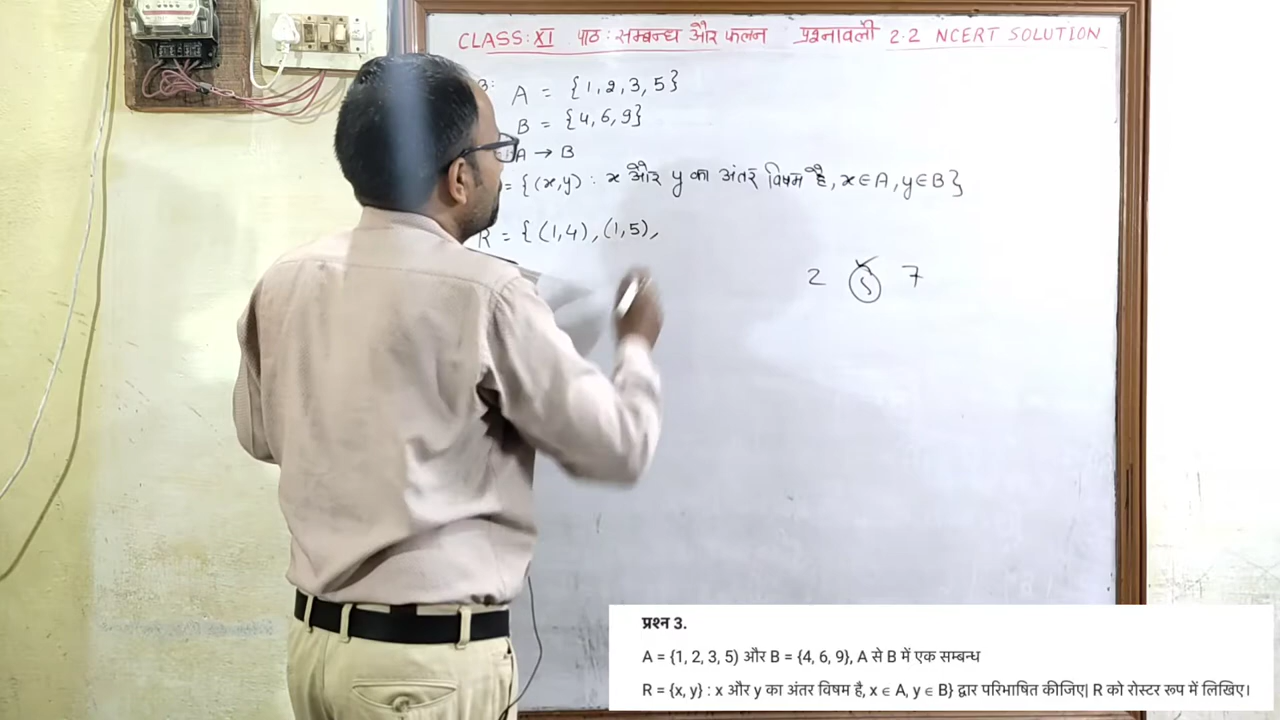 CLASS: XI पाठ: सम्बन्ध और फलन प्रश्नावली 2.2 NCERT SOLUTION
3: A = {1, 2, 3, 5}
B = {4, 6, 9}
A → B
= {(x,y) : x और y का अंतर विषम है, x ∈ A, y ∈ B}
R = {(1,4), (1,5),
2 5 7
प्रश्न 3.
A = {1, 2, 3, 5) और B = {4, 6, 9}, A से B में एक सम्बन्ध
R = {x, y} : x और y का अंतर विषम है, x ∈ A, y ∈ B} द्वार परिभाषित कीजिए| R को रोस्टर रूप में लिखिए।